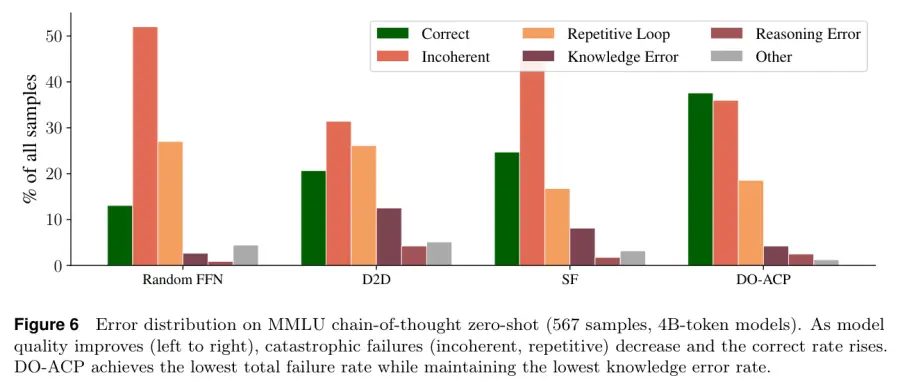 % of all samples
50
40
30
20
10
0
Correct
Incoherent
Repetitive Loop
Knowledge Error
Reasoning Error
Other
Random FFN
D2D
SF
DO-ACP
Figure 6 Error distribution on MMLU chain-of-thought zero-shot (567 samples, 4B-token models). As model
quality improves (left to right), catastrophic failures (incoherent, repetitive) decrease and the correct rate rises.
DO-ACP achieves the lowest total failure rate while maintaining the lowest knowledge error rate.